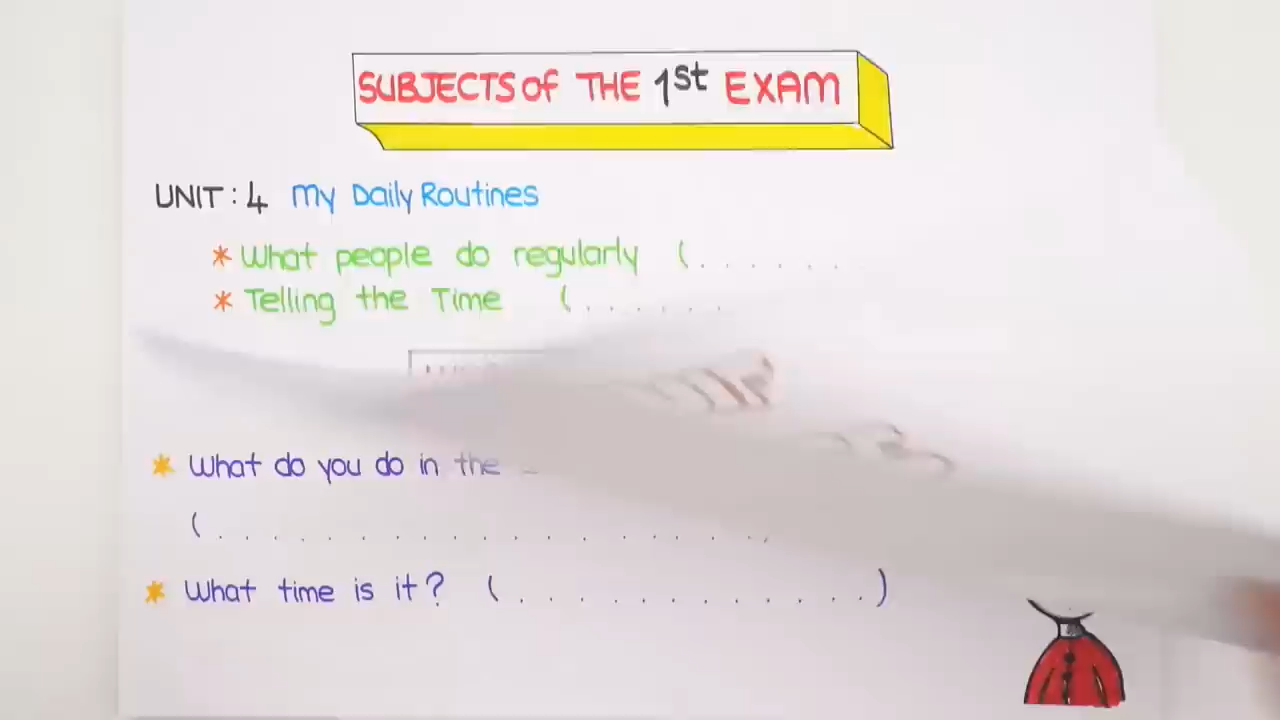 SUBJECTS of THE 1st EXAM
UNIT : 4 My Daily Routines
* What people do regularly (. . . . . .
* Telling the Time (. . . . . .
* What do you do in the
( . . . . . . . . . . . . . . . . . . . .
* What time is it? ( . . . . . . . . . . . . . )